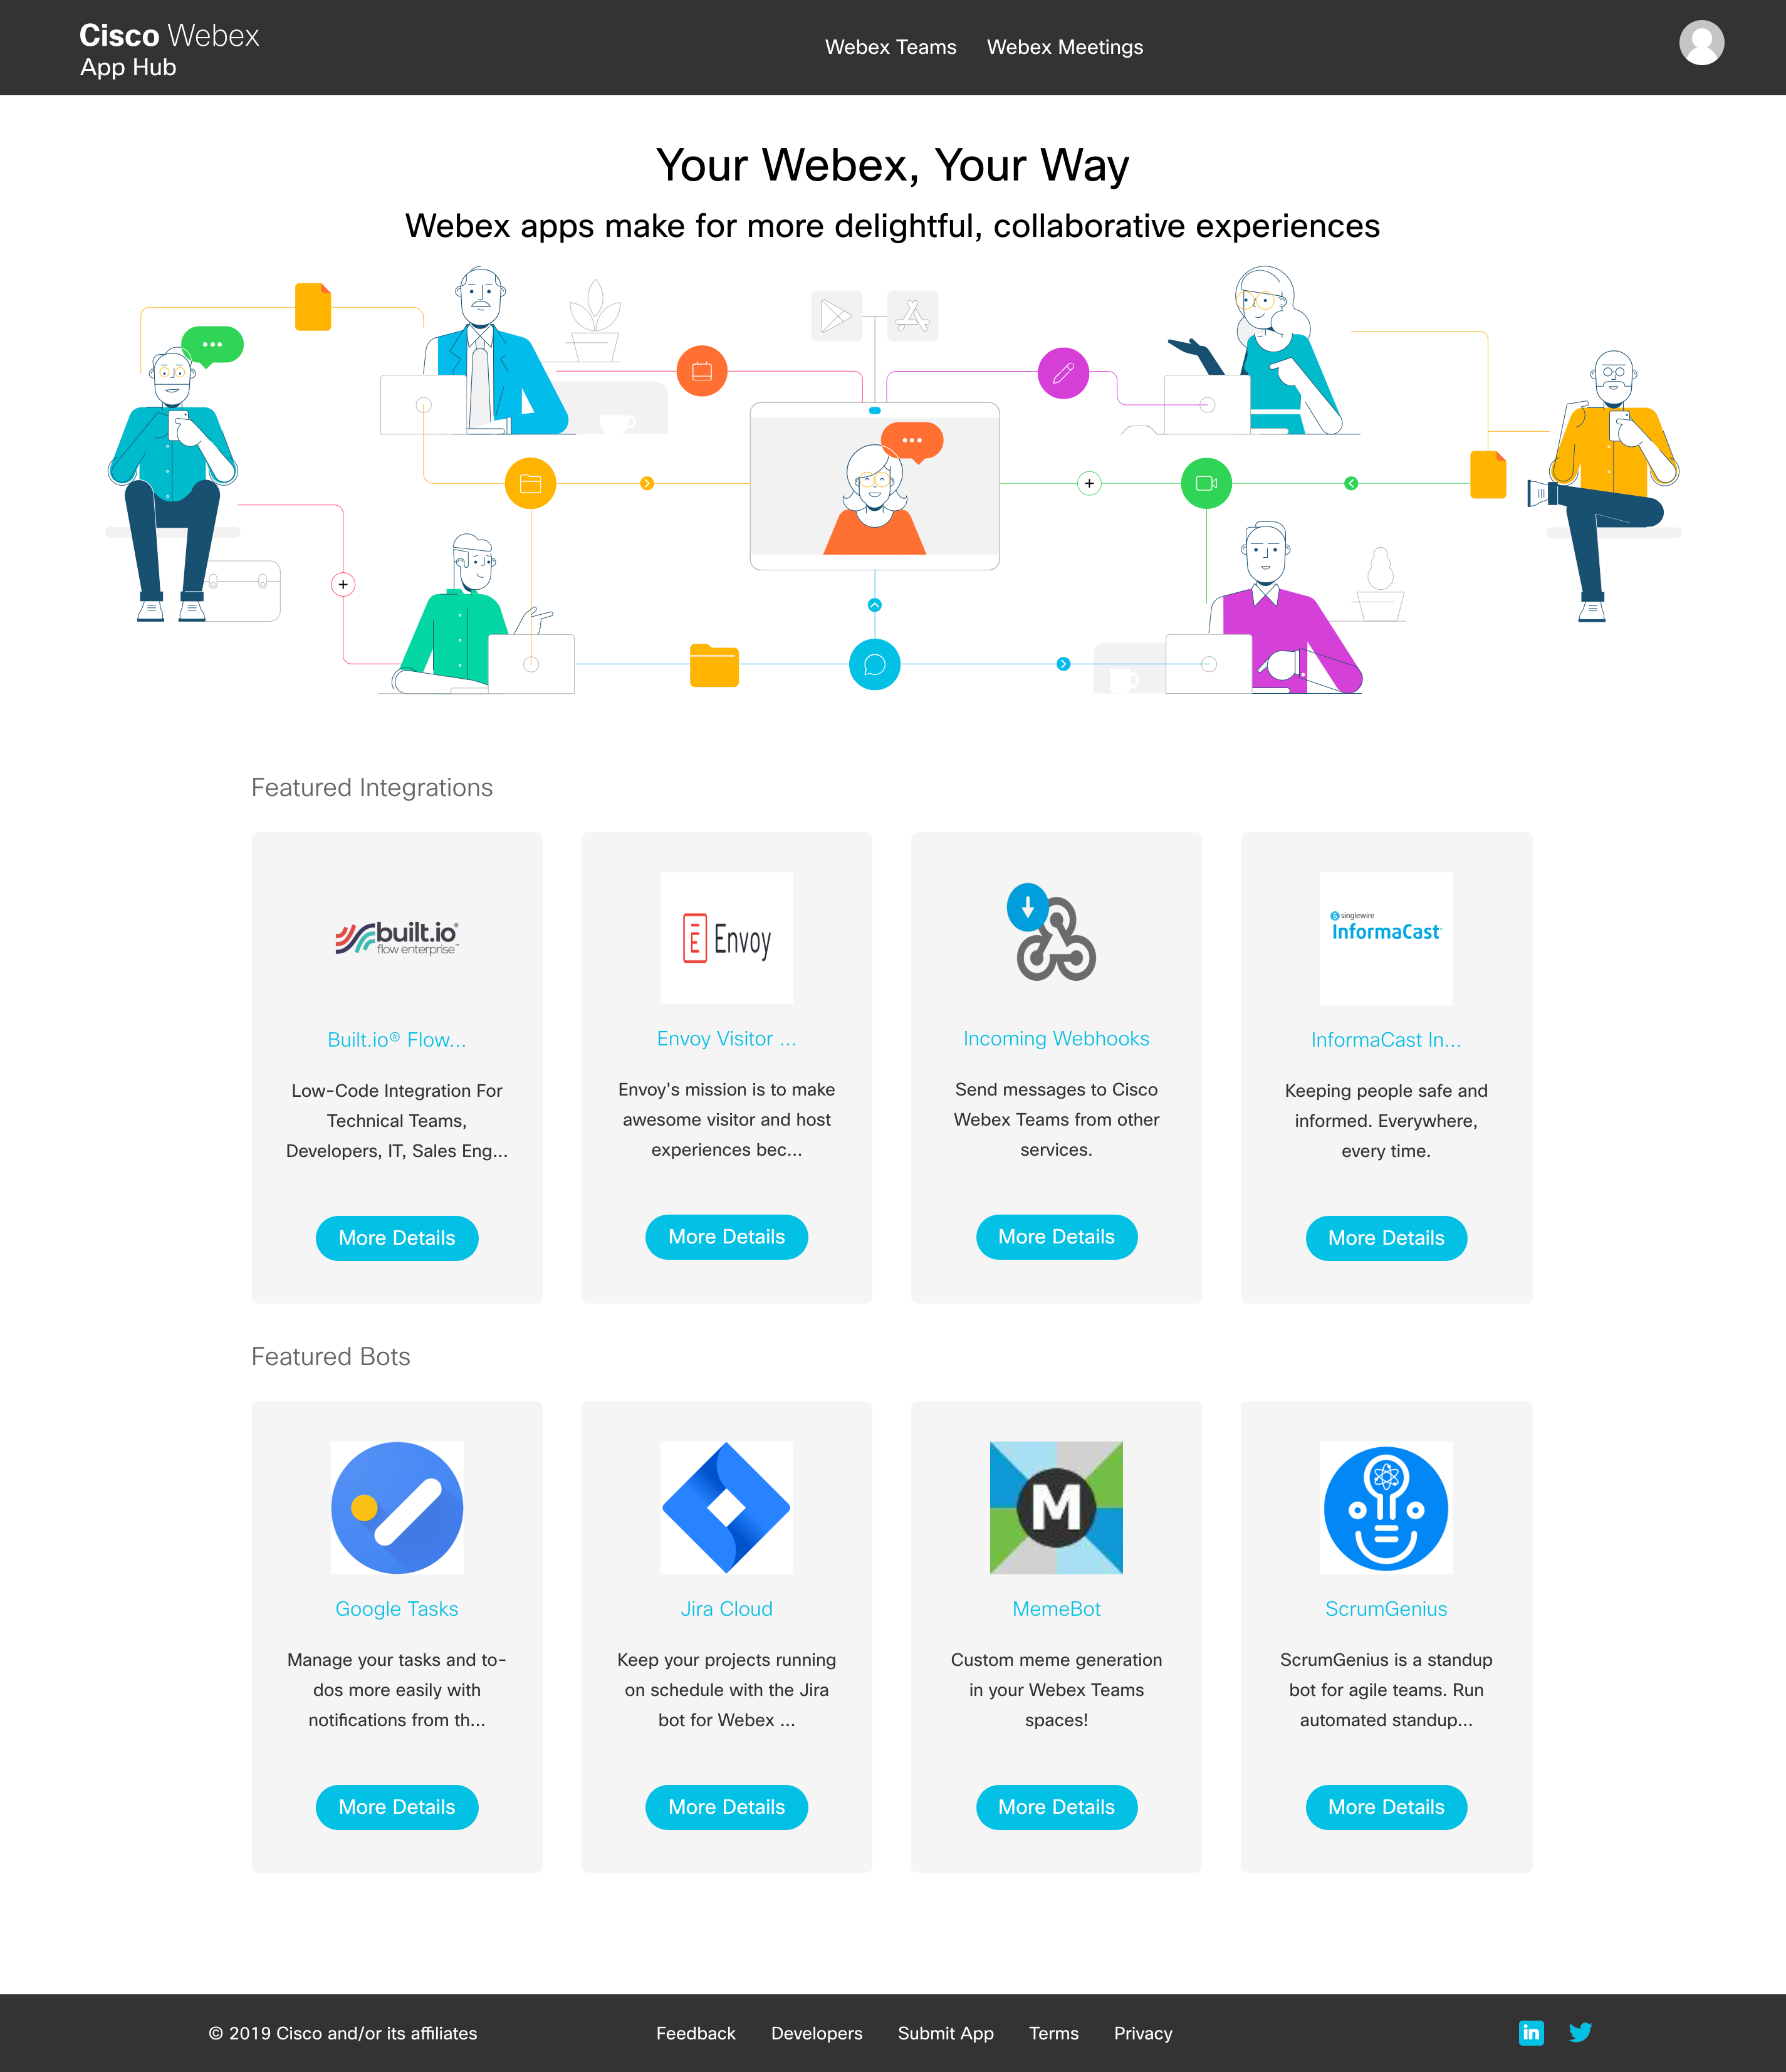 Cisco Webex
App Hub
Webex Teams
Webex Meetings
Your Webex, Your Way
Webex apps make for more delightful, collaborative experiences
Featured Integrations
built.io®
flow enterprise™
Built.io® Flow...
Low-Code Integration For
Technical Teams,
Developers, IT, Sales Eng...
More Details
E Envoy
Envoy Visitor ...
Envoy's mission is to make
awesome visitor and host
experiences bec...
More Details
Incoming Webhooks
Send messages to Cisco
Webex Teams from other
services.
More Details
singlewire
InformaCast
InformaCast In...
Keeping people safe and
informed. Everywhere,
every time.
More Details
Featured Bots
Google Tasks
Manage your tasks and to-
dos more easily with
notifications from th...
More Details
Jira Cloud
Keep your projects running
on schedule with the Jira
bot for Webex ...
More Details
M
MemeBot
Custom meme generation
in your Webex Teams
spaces!
More Details
ScrumGenius
ScrumGenius is a standup
bot for agile teams. Run
automated standup...
More Details
© 2019 Cisco and/or its affiliates
Feedback
Developers
Submit App
Terms
Privacy
in